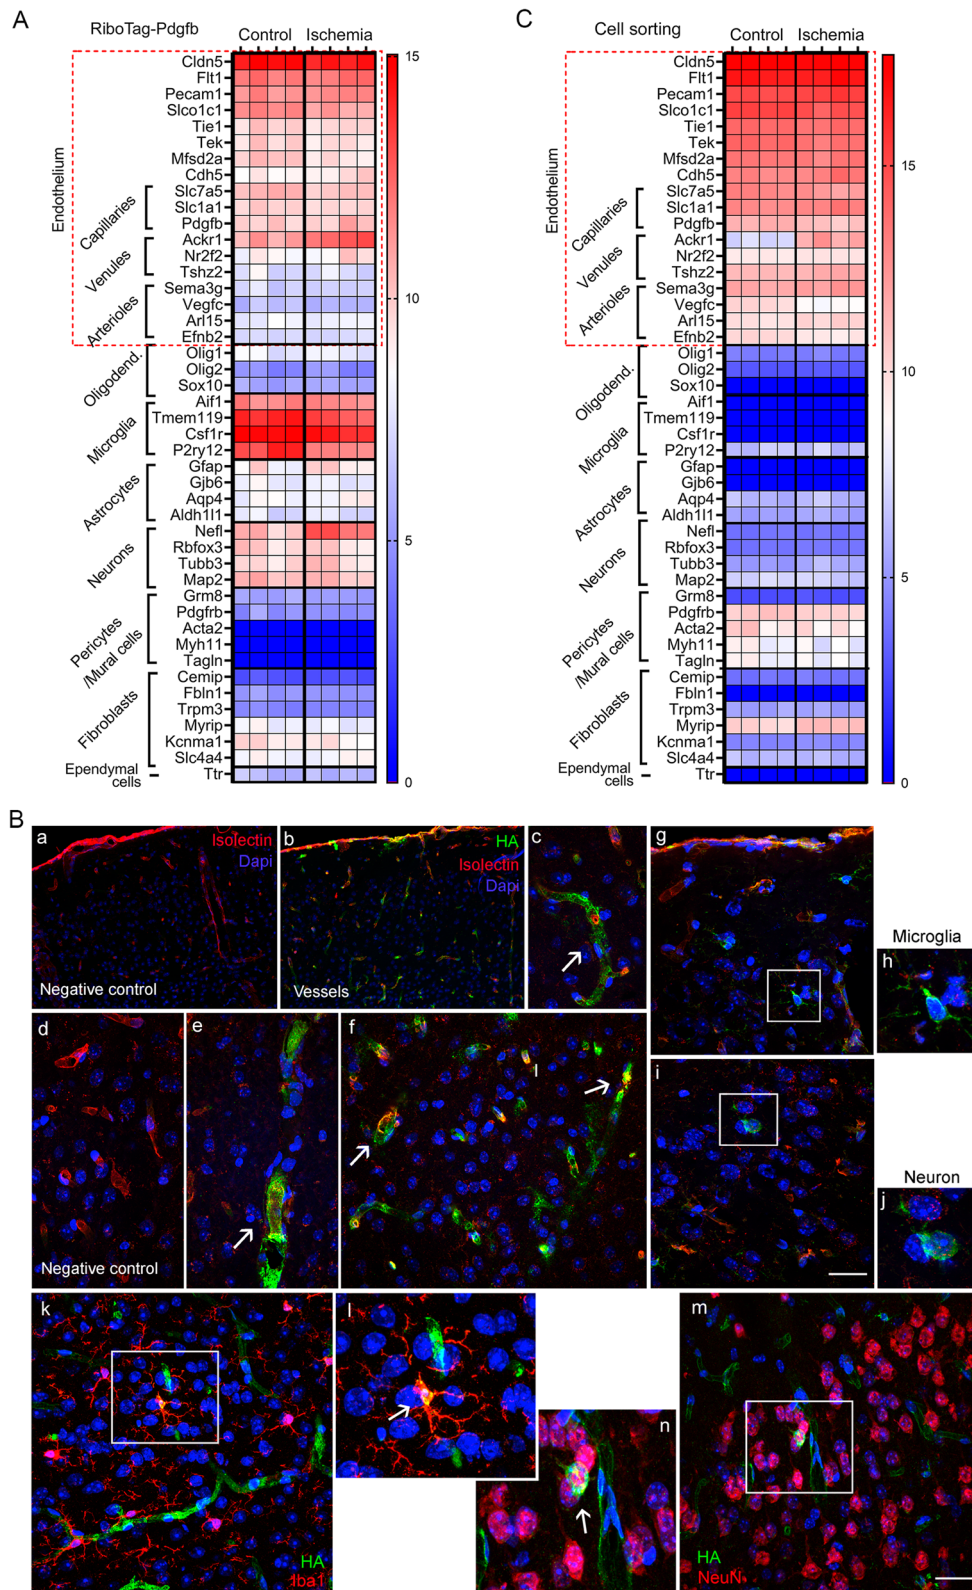 A
RiboTag-Pdgfb
Control
Ischemia
Endothelium
Capillaries
Venules
Arterioles
Oligodend.
Microglia
Astrocytes
Neurons
Pericytes
/Mural cells
Fibroblasts
Ependymal
cells
Cldn5
Flt1
Pecam1
Slco1c1
Tie1
Tek
Mfsd2a
Cdh5
Slc7a5
Slc1a1
Pdgfb
Ackr1
Nr2f2
Tshz2
Sema3g
Vegfc
Arl15
Efnb2
Olig1
Olig2
Sox10
Aif1
Tmem119
Csf1r
P2ry12
Gfap
Gjb6
Aqp4
Aldh1l1
Nefl
Rbfox3
Tubb3
Map2
Grm8
Pdgfrb
Acta2
Myh11
Tagln
Cemip
Fbln1
Trpm3
Myrip
Kcnma1
Slc4a4
Ttr
15
10
5
0
C
Cell sorting
Control
Ischemia
Endothelium
Capillaries
Venules
Arterioles
Oligodend.
Microglia
Astrocytes
Neurons
Pericytes
/Mural cells
Fibroblasts
Ependymal
cells
Cldn5
Flt1
Pecam1
Slco1c1
Tie1
Tek
Mfsd2a
Cdh5
Slc7a5
Slc1a1
Pdgfb
Ackr1
Nr2f2
Tshz2
Sema3g
Vegfc
Arl15
Efnb2
Olig1
Olig2
Sox10
Aif1
Tmem119
Csf1r
P2ry12
Gfap
Gjb6
Aqp4
Aldh1l1
Nefl
Rbfox3
Tubb3
Map2
Grm8
Pdgfrb
Acta2
Myh11
Tagln
Cemip
Fbln1
Trpm3
Myrip
Kcnma1
Slc4a4
Ttr
15
10
5
0
B
a
Isolectin
Dapi
Negative control
b
HA
Isolectin
Dapi
Vessels
c
g
Microglia
h
d
Negative control
e
f
i
Neuron
j
k
HA
Iba1
l
n
m
HA
NeuN